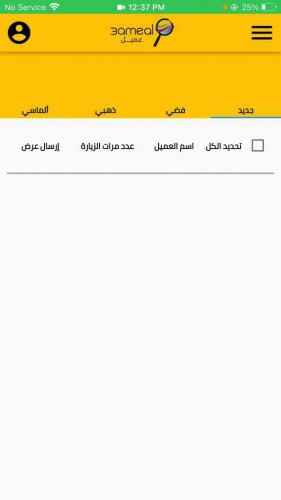 No Service 12:37 PM 25%
3ameal
عميل
جديد فضي ذهبي ألماسي
تحديد الكل اسم العميل عدد مرات الزيارة إرسال عرض